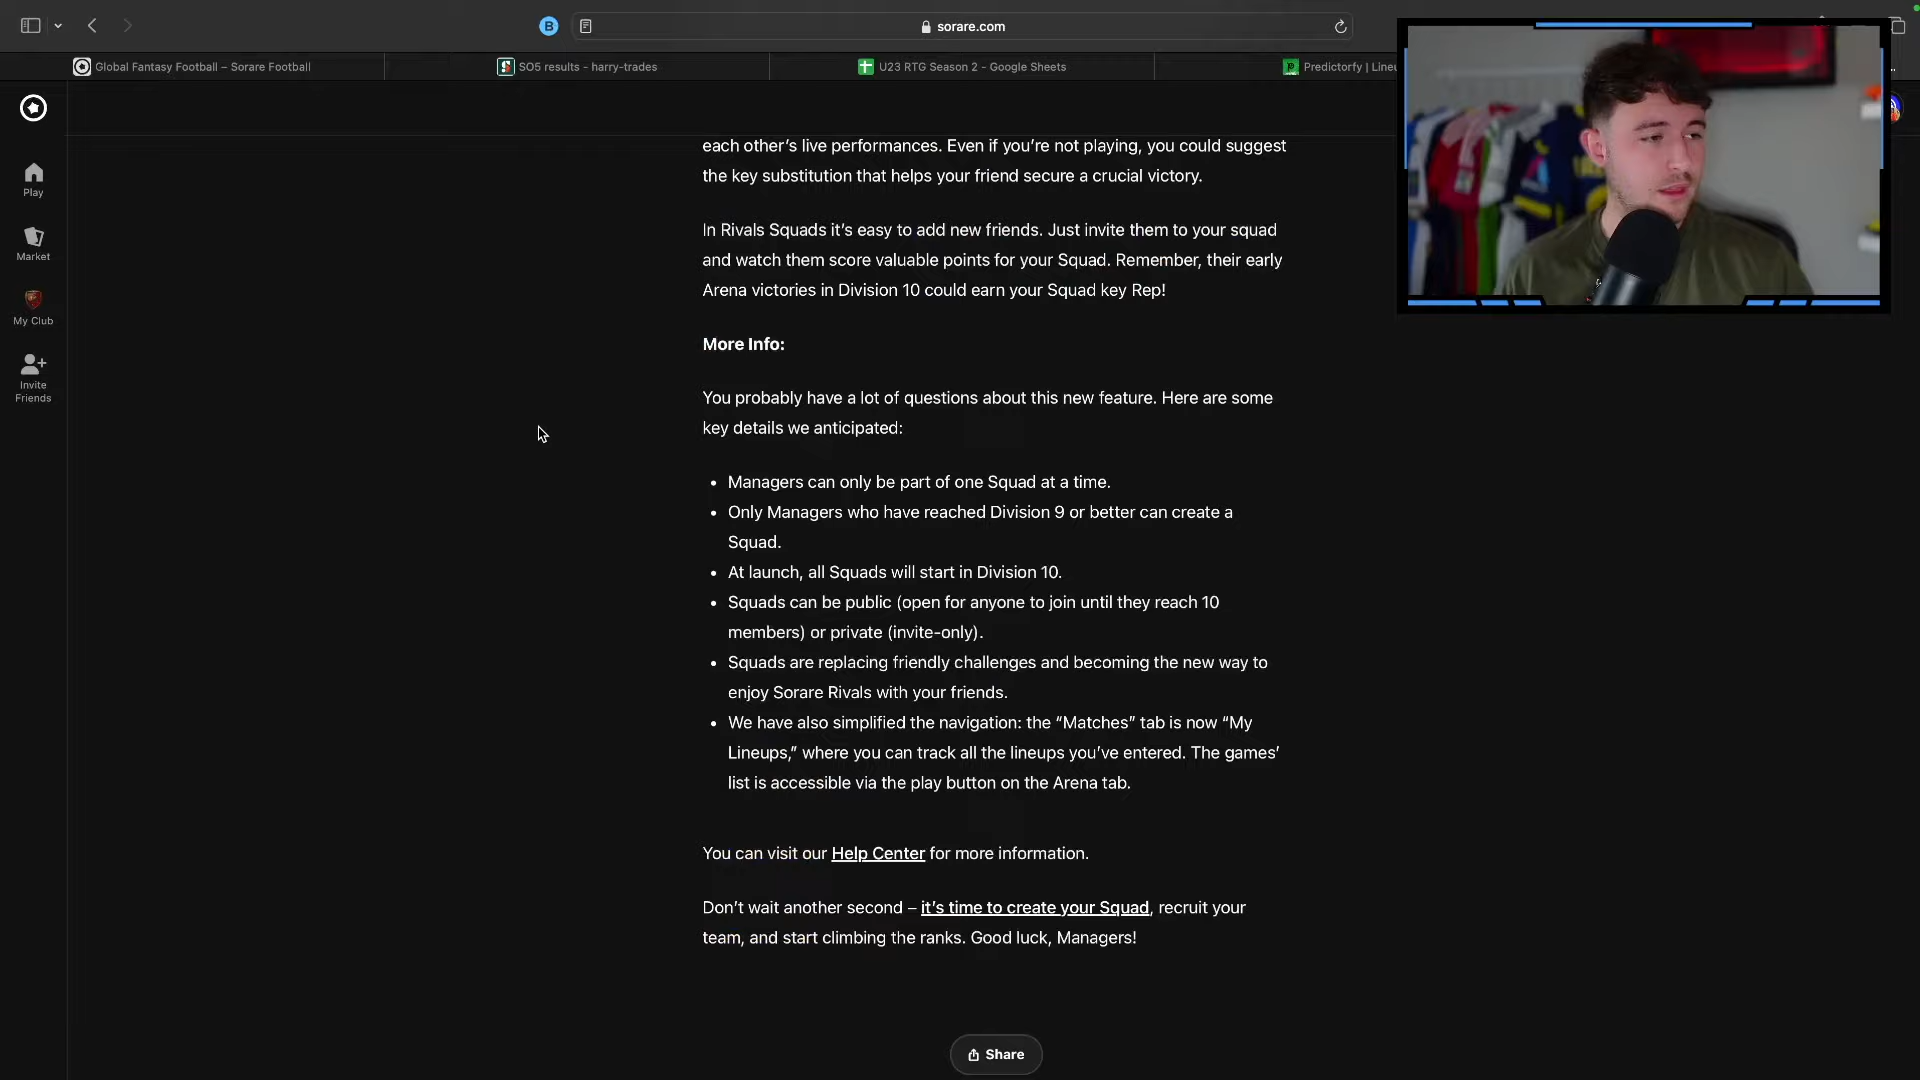 sorare.com
Global Fantasy Football – Sorare Football
SO5 results - harry-trades
U23 RTG Season 2 - Google Sheets
Predictorfy | Lineu
Play
Market
My Club
Invite
Friends
each other’s live performances. Even if you’re not playing, you could suggest
the key substitution that helps your friend secure a crucial victory.
In Rivals Squads it’s easy to add new friends. Just invite them to your squad
and watch them score valuable points for your Squad. Remember, their early
Arena victories in Division 10 could earn your Squad key Rep!
More Info:
You probably have a lot of questions about this new feature. Here are some
key details we anticipated:
• Managers can only be part of one Squad at a time.
• Only Managers who have reached Division 9 or better can create a
Squad.
• At launch, all Squads will start in Division 10.
• Squads can be public (open for anyone to join until they reach 10
members) or private (invite-only).
• Squads are replacing friendly challenges and becoming the new way to
enjoy Sorare Rivals with your friends.
• We have also simplified the navigation: the “Matches” tab is now “My
Lineups,” where you can track all the lineups you’ve entered. The games’
list is accessible via the play button on the Arena tab.
You can visit our Help Center for more information.
Don’t wait another second – it’s time to create your Squad, recruit your
team, and start climbing the ranks. Good luck, Managers!
Share